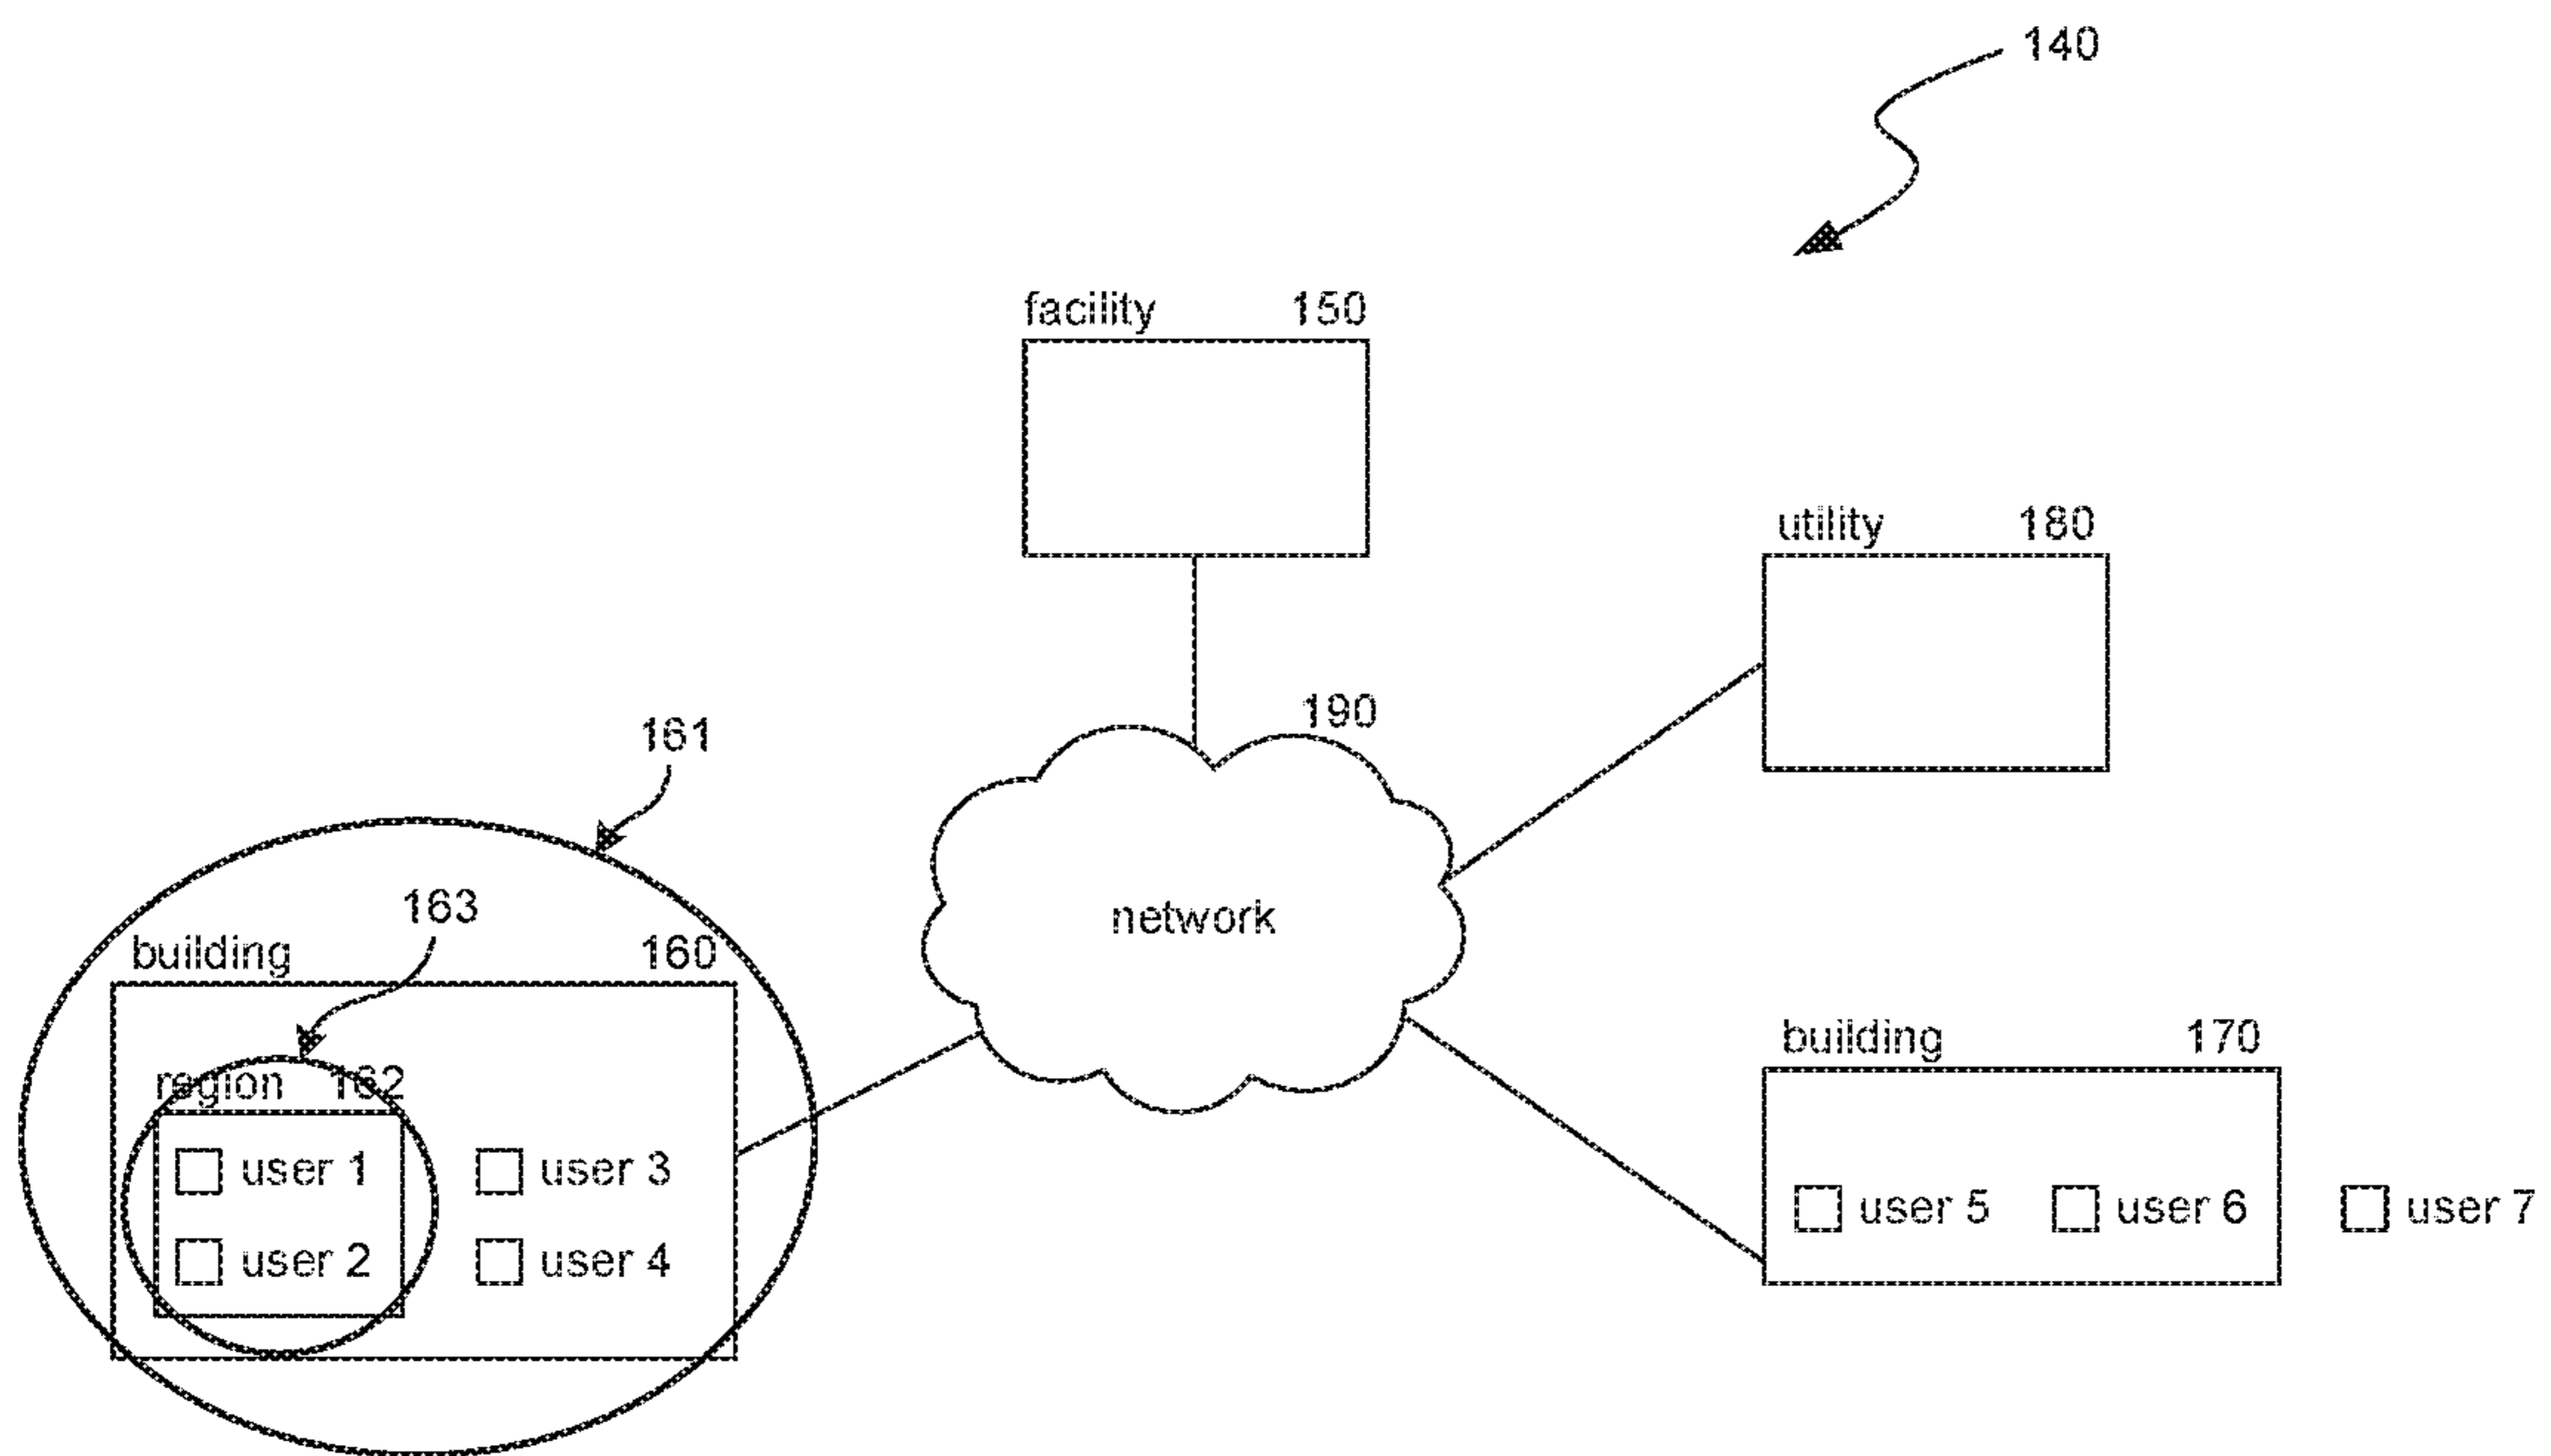 140
facility 150
utility 180
190
161
network
163
building 160
building 170
region 162
user 1 user 3
user 5 user 6 user 7
user 2 user 4